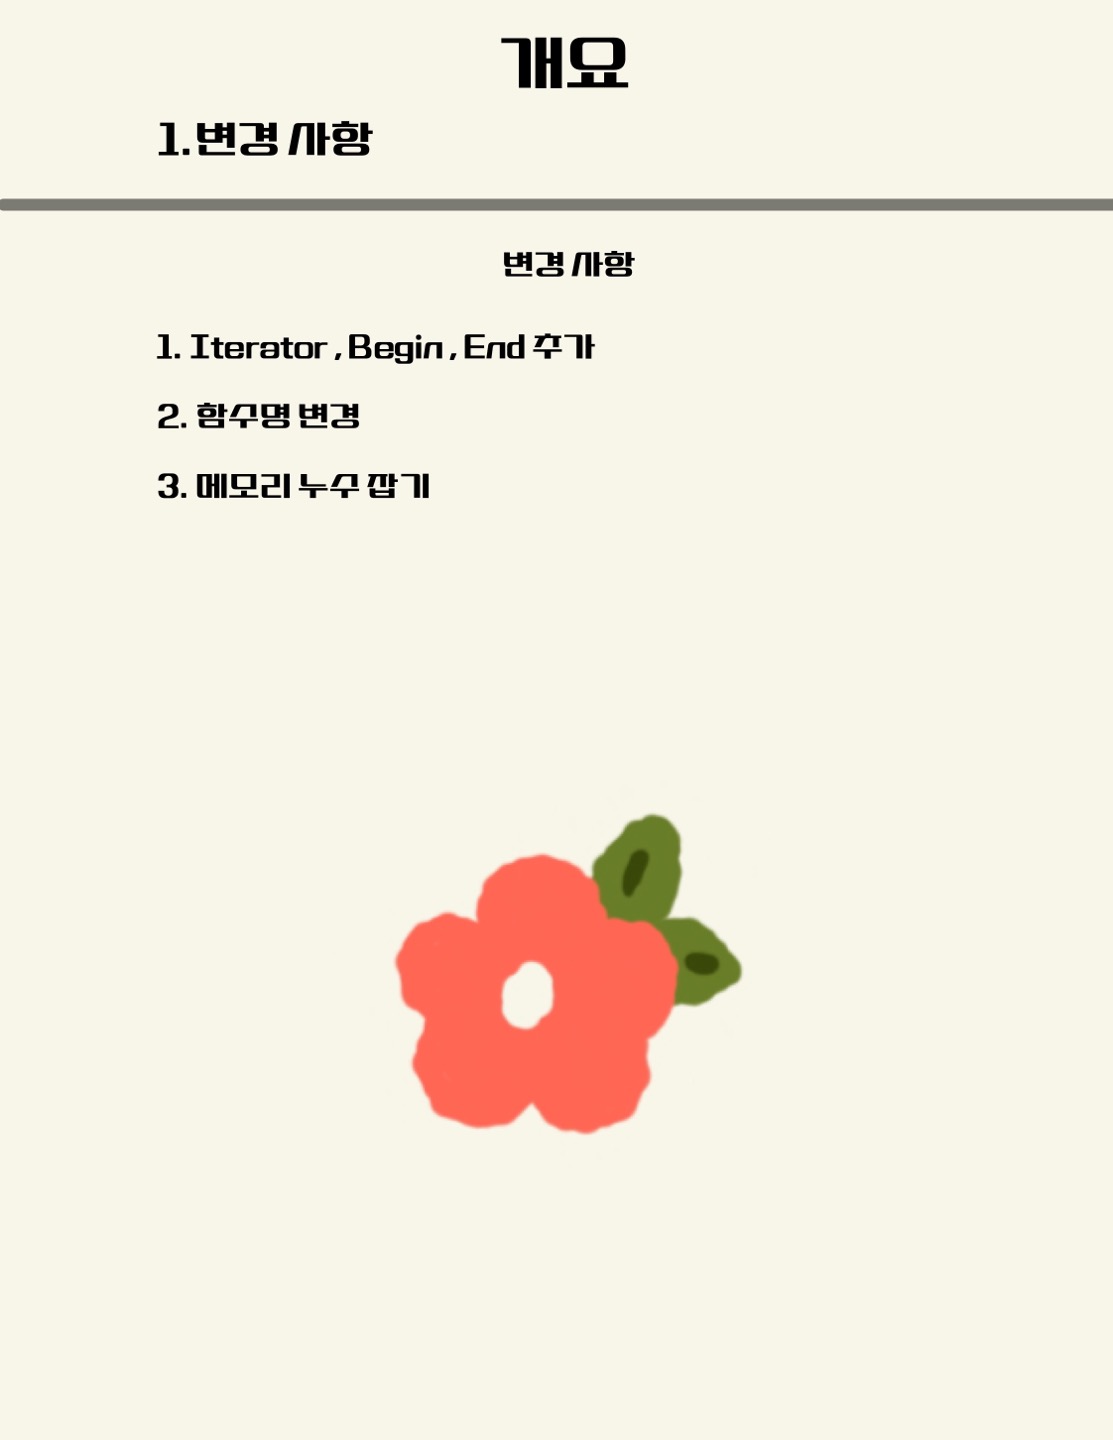 개요
1.변경 사항
변경 사항
1. Iterator , Begin , End 추가
2. 함수명 변경
3. 메모리 누수 잡기